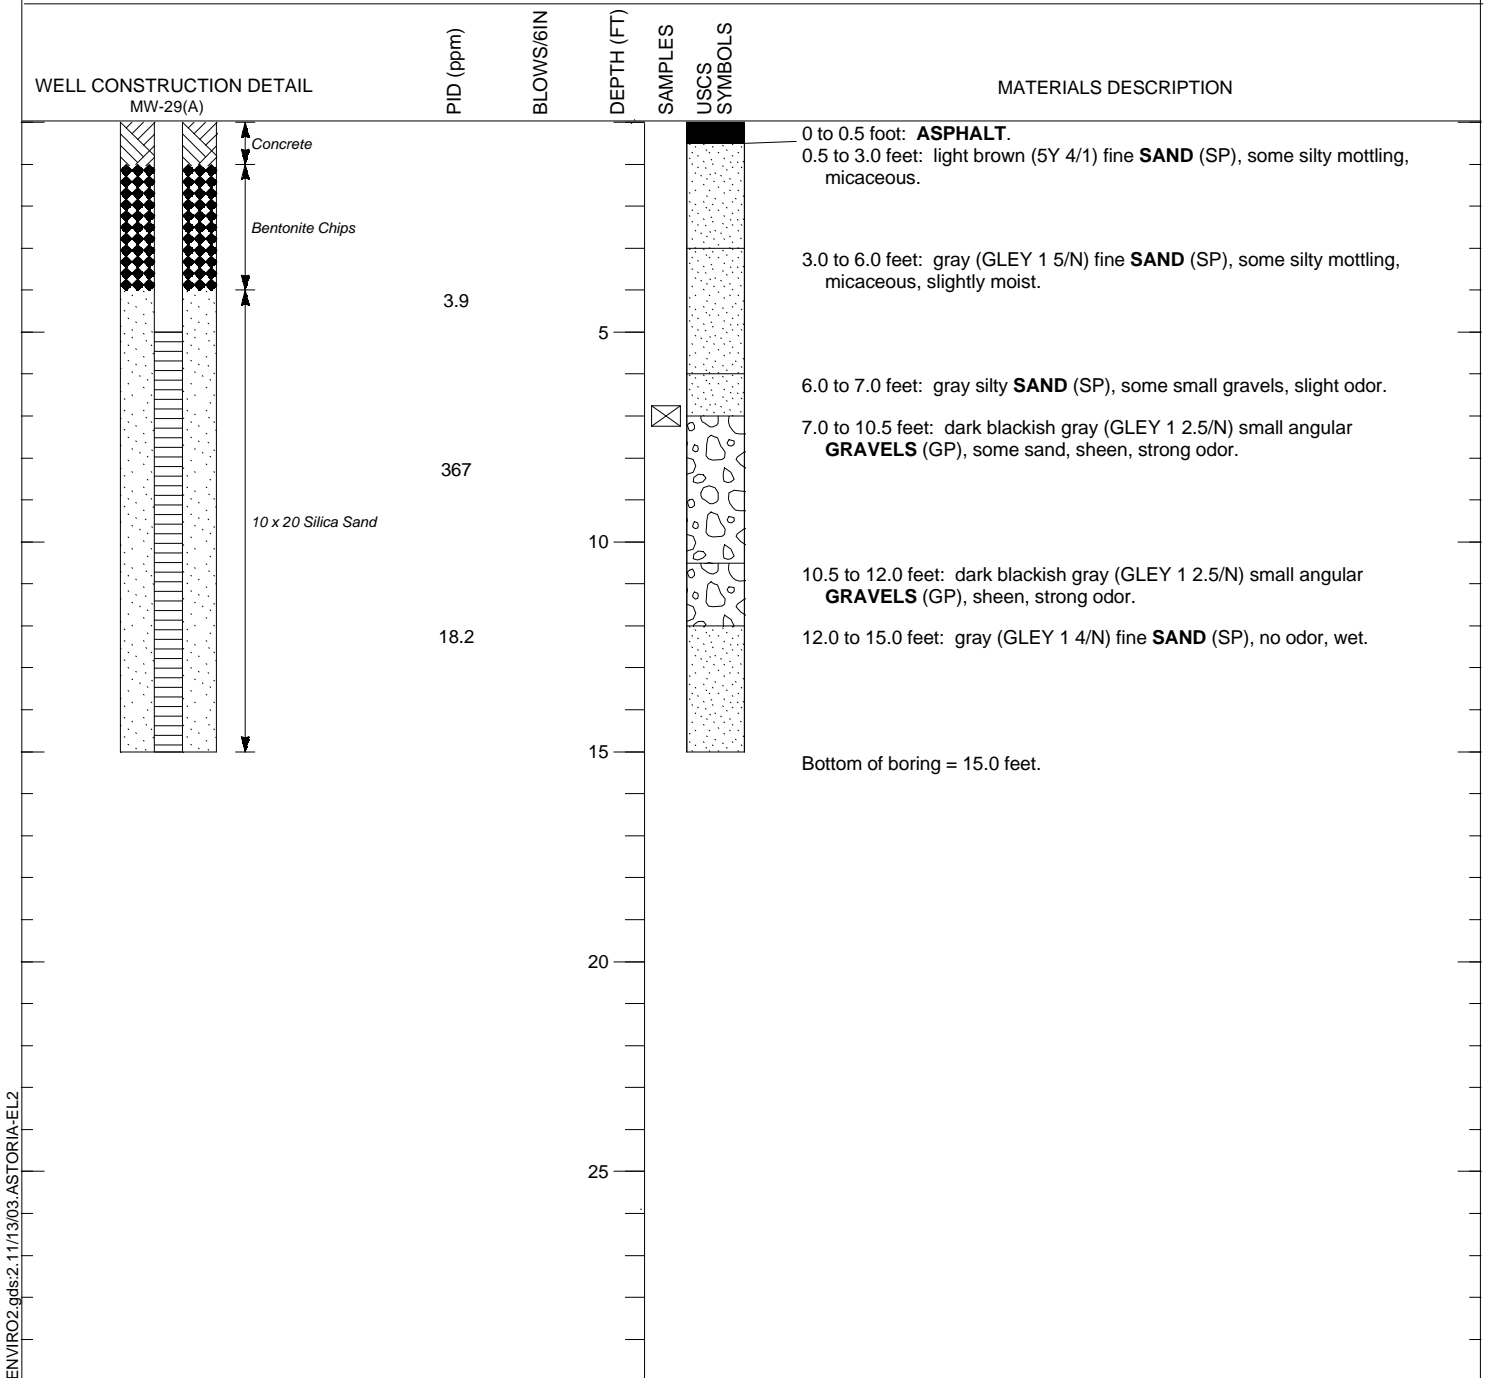 WELL CONSTRUCTION DETAIL
MW-29(A)
PID (ppm)
BLOWS/6IN
DEPTH (FT)
SAMPLES
USCS
SYMBOLS
MATERIALS DESCRIPTION
Concrete
Bentonite Chips
10 x 20 Silica Sand
3.9
367
18.2
5
10
15
20
25
0 to 0.5 foot: ASPHALT.
0.5 to 3.0 feet: light brown (5Y 4/1) fine SAND (SP), some silty mottling,
micaceous.
3.0 to 6.0 feet: gray (GLEY 1 5/N) fine SAND (SP), some silty mottling,
micaceous, slightly moist.
6.0 to 7.0 feet: gray silty SAND (SP), some small gravels, slight odor.
7.0 to 10.5 feet: dark blackish gray (GLEY 1 2.5/N) small angular
GRAVELS (GP), some sand, sheen, strong odor.
10.5 to 12.0 feet: dark blackish gray (GLEY 1 2.5/N) small angular
GRAVELS (GP), sheen, strong odor.
12.0 to 15.0 feet: gray (GLEY 1 4/N) fine SAND (SP), no odor, wet.
Bottom of boring = 15.0 feet.
ENVIRO2.gds:2.11/13/03.ASTORIA-EL2